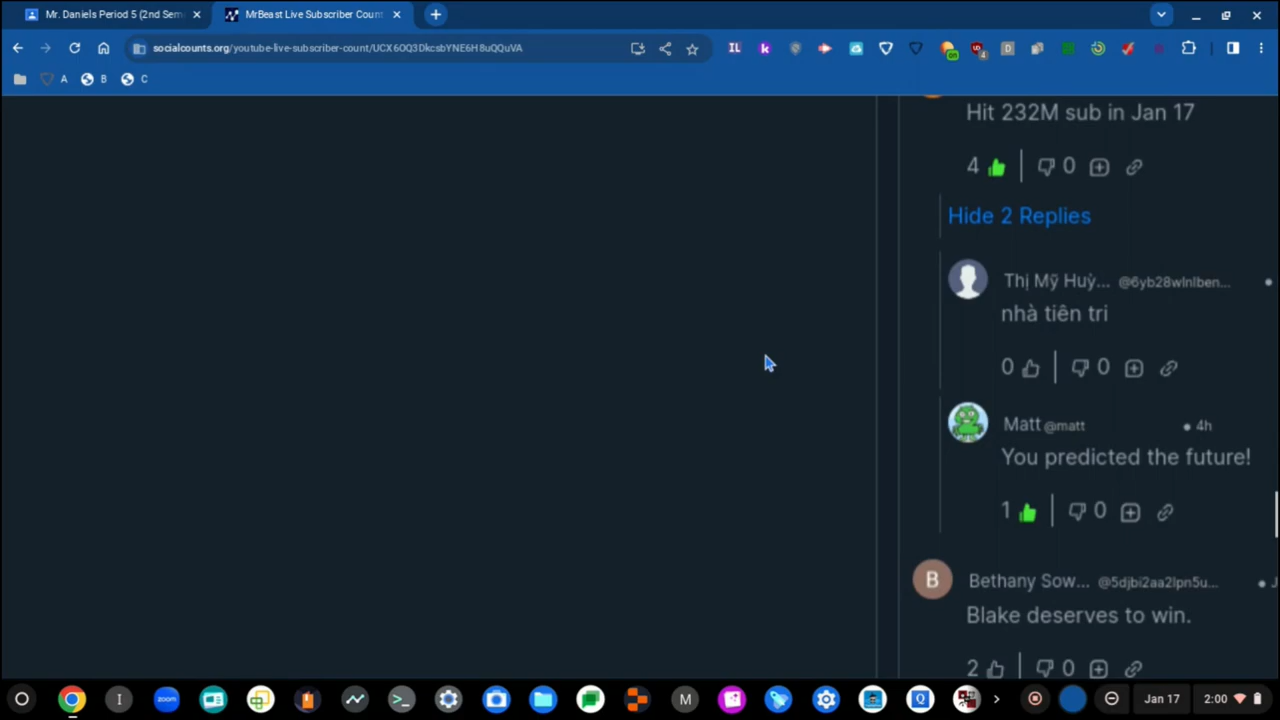 Mr. Daniels Period 5 (2nd Sem
MrBeast Live Subscriber Coun
socialcounts.org/youtube-live-subscriber-count/UCX6OQ3DkcsbYNE6H8uQQuVA
A B C
Hit 232M sub in Jan 17
4 0
Hide 2 Replies
Thị Mỹ Huỳ... @6yb28wlnlben...
nhà tiên tri
0 0
Matt @matt • 4h
You predicted the future!
1 0
B
Bethany Sow... @5djbi2aa2lpn5u... • J
Blake deserves to win.
2 0
zoom M Q Jan 17 2:00